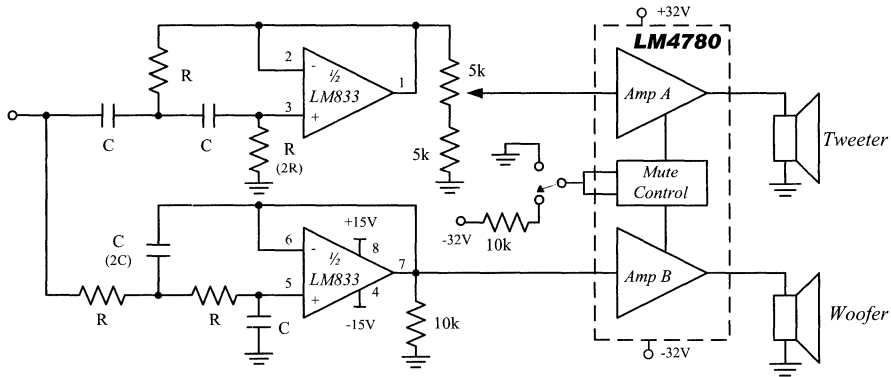 +32V
LM4780
R
2
-
½
LM833
1
3
+
5k
Amp A
C
C
R
(2R)
5k
Tweeter
Mute
Control
-32V
10k
C
(2C)
6
-
+15V
8
½
LM833
7
5
+
4
-15V
Amp B
R
R
C
10k
Woofer
-32V